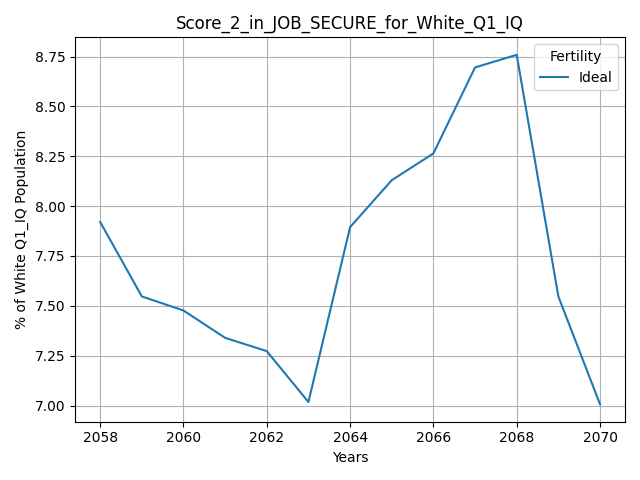 Score_2_in_JOB_SECURE_for_White_Q1_IQ
Fertility
Ideal
% of White Q1_IQ Population
8.75
8.50
8.25
8.00
7.75
7.50
7.25
7.00
2058 2060 2062 2064 2066 2068 2070
Years